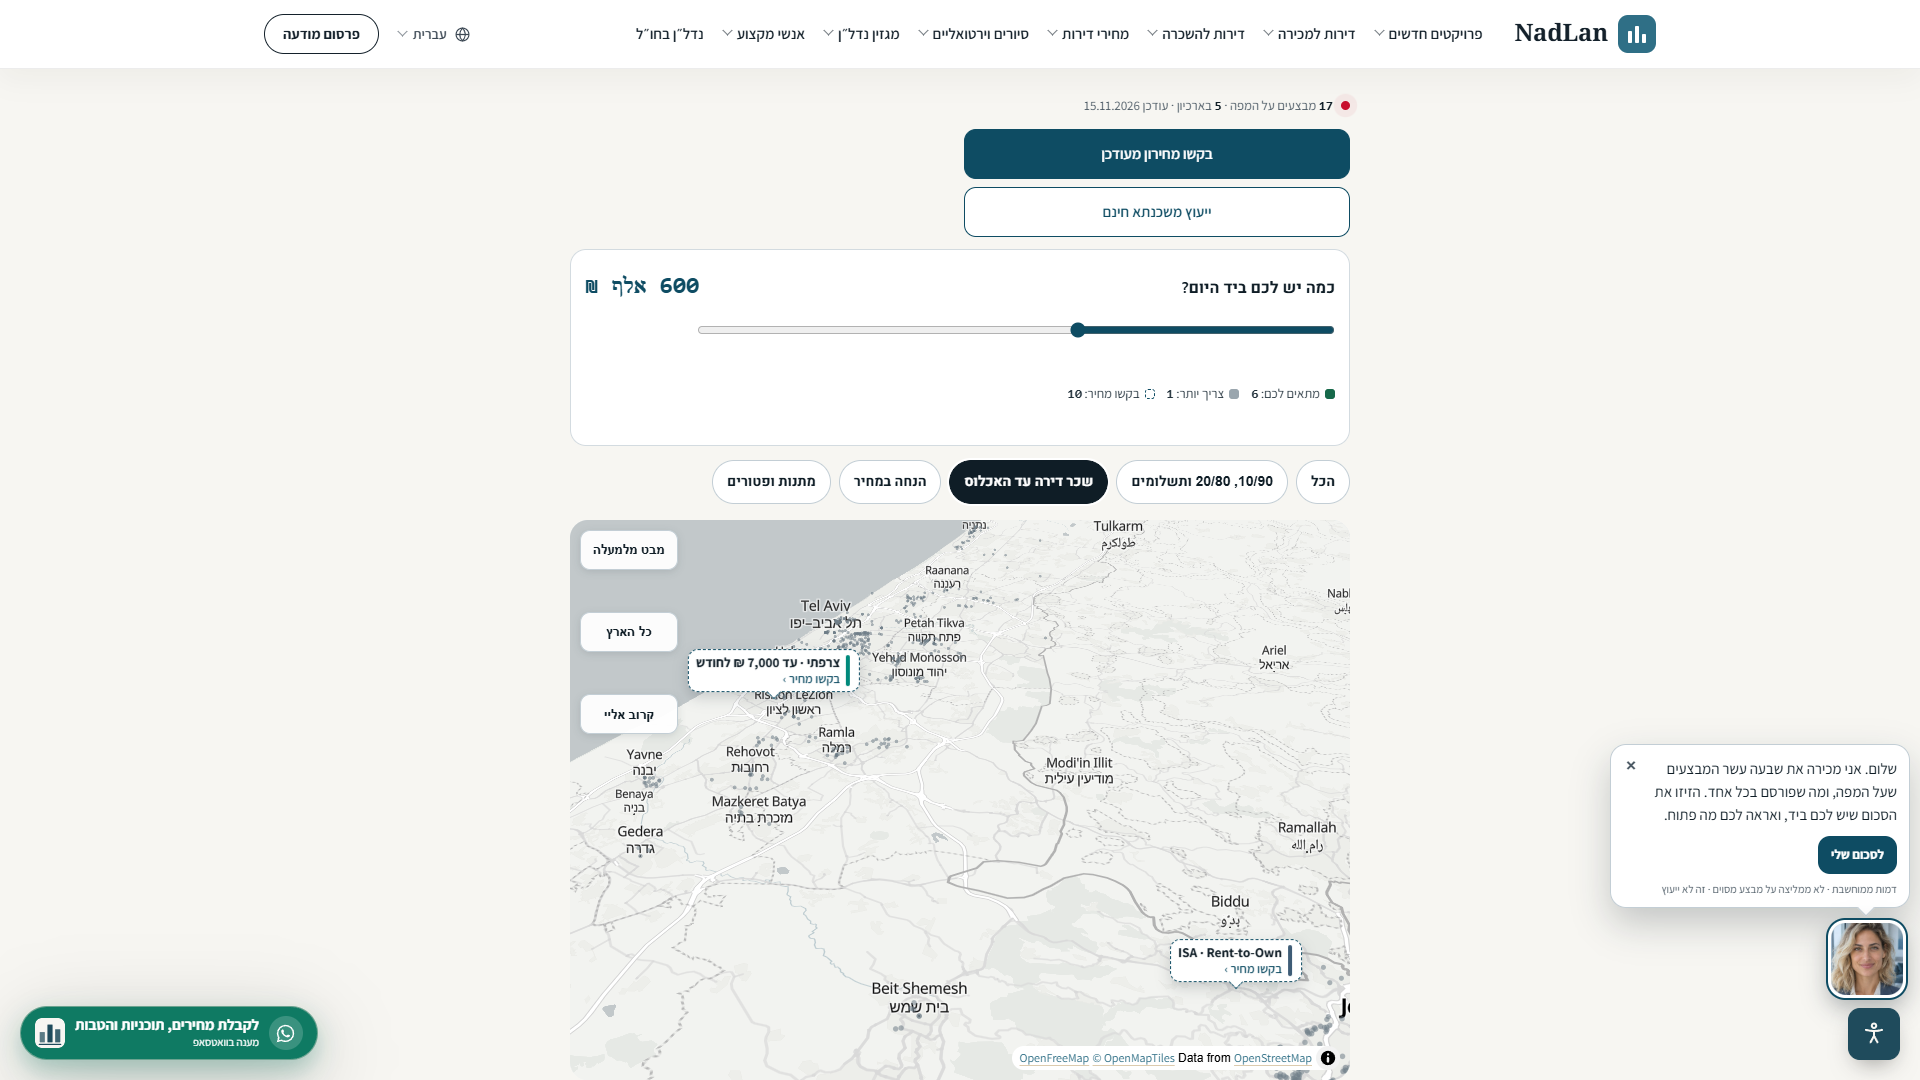 NadLan
פרויקטים חדשים
דירות למכירה
דירות להשכרה
מחירי דירות
סיורים וירטואליים
מגזין נדל״ן
אנשי מקצוע
נדל״ן בחו״ל
עברית
פרסום מודעה
17 מבצעים על המפה · 5 בארכיון · עודכן 15.11.2026
בקשו מחירון מעודכן
ייעוץ משכנתא חינם
כמה יש לכם ביד היום?
600 אלף ₪
מתאים לכם: 6
צריך יותר: 1
בקשו מחיר: 10
הכל
10/90, 20/80 ותשלומים
שכר דירה עד האכלוס
הנחה במחיר
מתנות ופטורים
מבט מלמעלה
כל הארץ
קרוב אליי
נתניה
Tulkarm
طولكرم
Raanana
רעננה
Tel Aviv
תל אביב–יפו
Petah Tikva
פתח תקווה
Yehud Monosson
יהוד מונוסון
צרפתי · עד 7,000 ₪ לחודש
בקשו מחיר ›
Rishon LeZion
ראשון לציון
Ariel
אריאל
Ramla
רמלה
Yavne
יבנה
Rehovot
רחובות
Modi'in Illit
מודיעין עילית
Benaya
בניה
Mazkeret Batya
מזכרת בתיה
Gedera
גדרה
Ramallah
رام الله
Biddu
بدّو
ISA · Rent-to-Own
בקשו מחיר ›
Beit Shemesh
בית שמש
OpenFreeMap © OpenMapTiles Data from OpenStreetMap
שלום. אני מכירה את שבעה עשר המבצעים
שעל המפה, ומה שפורסם בכל אחד. הזיזו את
הסכום שיש לכם ביד, ואראה לכם מה פתוח.
לסכום שלי
דמות ממוחשבת · לא ממליצה על מבצע מסוים · זה לא ייעוץ
לקבלת מחירים, תוכניות והטבות
מענה בוואטסאפ